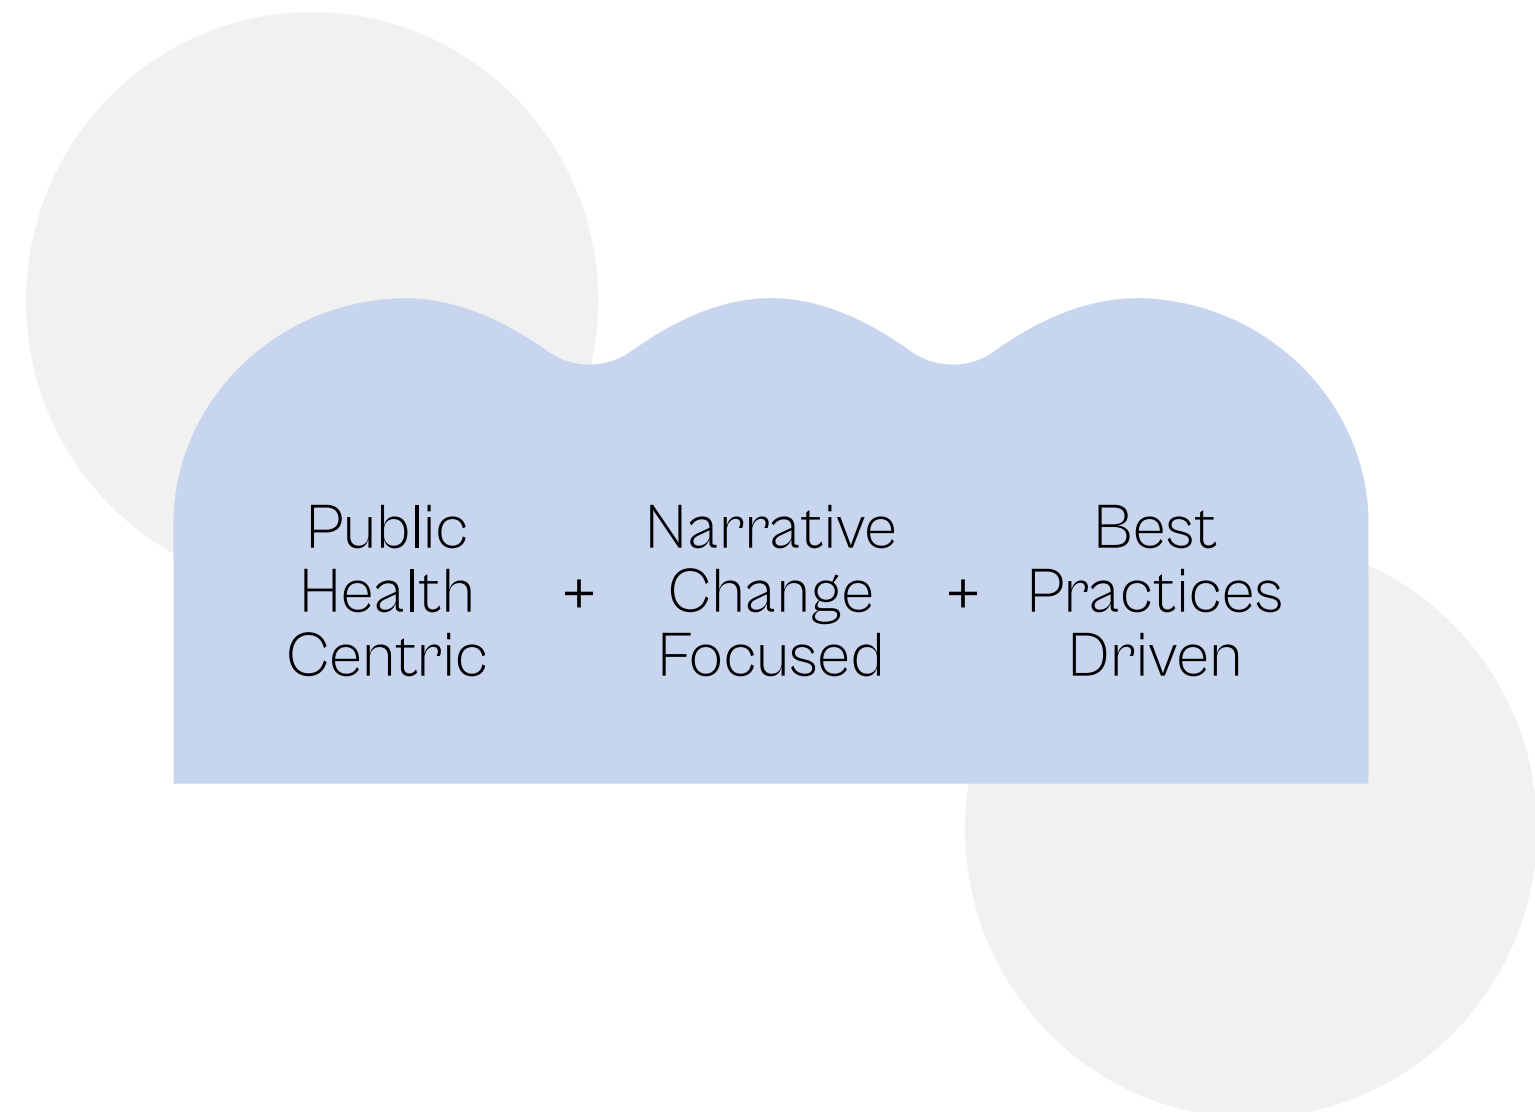 Public
Health
Centric
+
Narrative
Change
Focused
+
Best
Practices
Driven